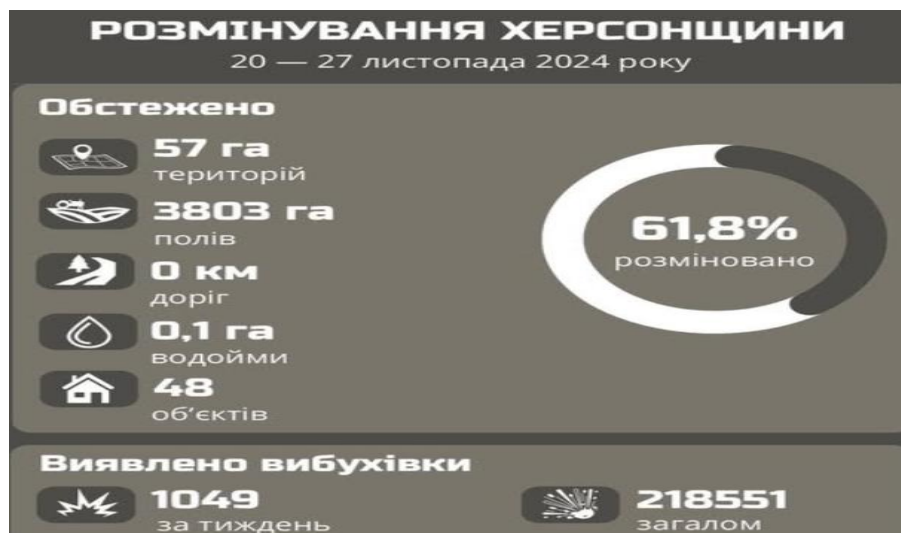 РОЗМІНУВАННЯ ХЕРСОНЩИНИ
20 — 27 листопада 2024 року
Обстежено
57 га
територій
3803 га
полів
0 км
доріг
0,1 га
водойми
48
об'єктів
61,8%
розміновано
Виявлено вибухівки
1049
за тиждень
218551
загалом